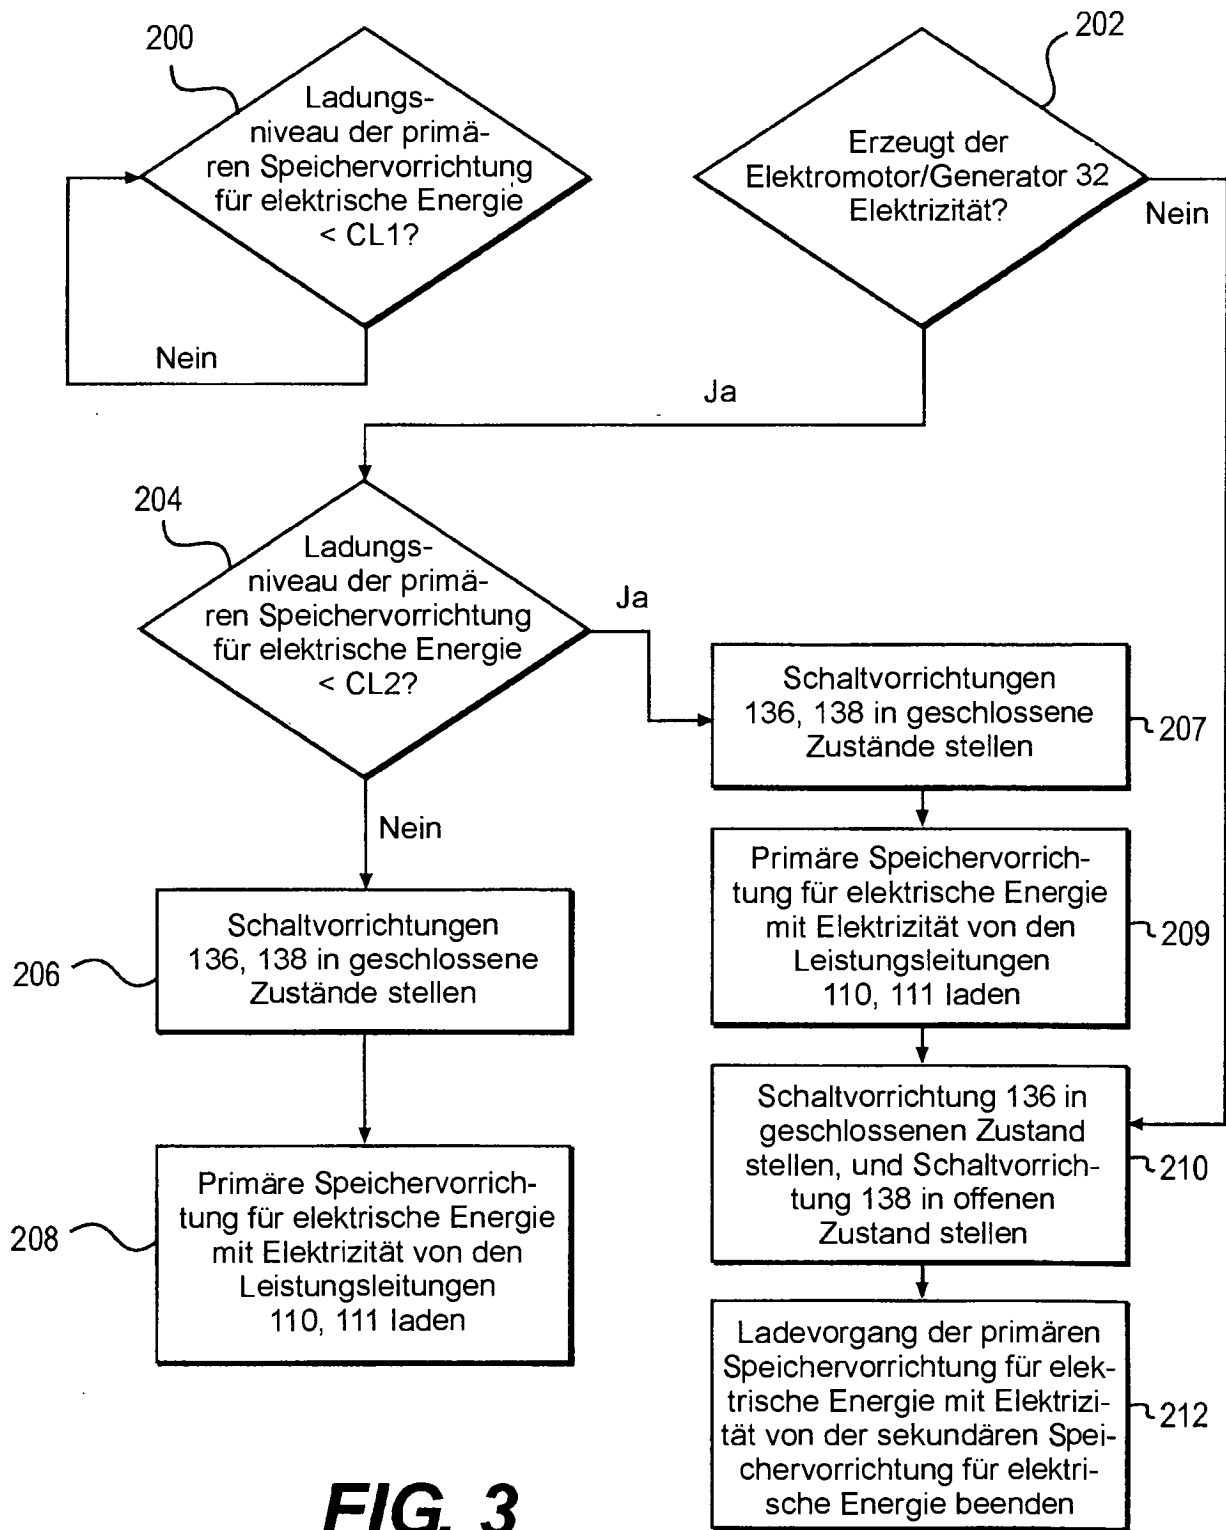 200
Ladungs-
niveau der primä-
ren Speichervorrichtung
für elektrische Energie
< CL1?
Nein
202
Erzeugt der
Elektromotor/Generator 32
Elektrizität?
Nein
Ja
204
Ladungs-
niveau der primä-
ren Speichervorrichtung
für elektrische Energie
< CL2?
Ja
Nein
206
Schaltvorrichtungen
136, 138 in geschlossene
Zustände stellen
208
Primäre Speichervorrich-
tung für elektrische Energie
mit Elektrizität von den
Leistungsleitungen
110, 111 laden
Schaltvorrichtungen
136, 138 in geschlossene
Zustände stellen
207
Primäre Speichervorrich-
tung für elektrische Energie
mit Elektrizität von den
Leistungsleitungen
110, 111 laden
209
Schaltvorrichtung 136 in
geschlossenen Zustand
stellen, und Schaltvorrich-
tung 138 in offenen
Zustand stellen
210
Ladevorgang der primären
Speichervorrichtung für elek-
trische Energie mit Elektrizi-
tät von der sekundären Spei-
chervorrichtung für elektri-
sche Energie beenden
212
FIG. 3